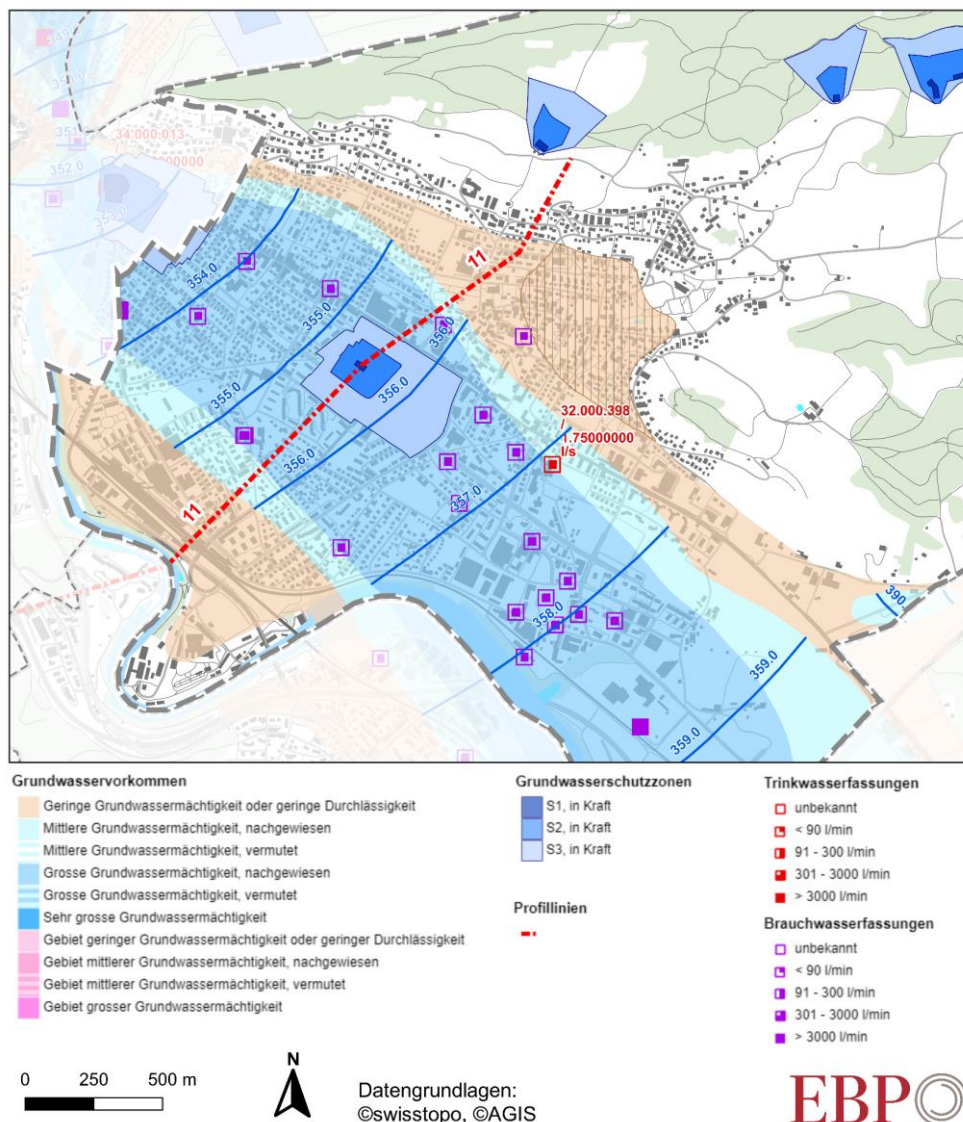 34.000.013
352.0
354.0
11
355.0
356.0
355.0
356.0
32.000.398
/
1.75000000
l/s
356.0
357.0
11
358.0
390
359.0
359.0
Grundwasservorkommen
Geringe Grundwassermächtigkeit oder geringe Durchlässigkeit
Mittlere Grundwassermächtigkeit, nachgewiesen
Mittlere Grundwassermächtigkeit, vermutet
Grosse Grundwassermächtigkeit, nachgewiesen
Grosse Grundwassermächtigkeit, vermutet
Sehr grosse Grundwassermächtigkeit
Gebiet geringer Grundwassermächtigkeit oder geringer Durchlässigkeit
Gebiet mittlerer Grundwassermächtigkeit, nachgewiesen
Gebiet mittlerer Grundwassermächtigkeit, vermutet
Gebiet grosser Grundwassermächtigkeit
Grundwasserschutzzonen
S1, in Kraft
S2, in Kraft
S3, in Kraft
Profillinien
Trinkwasserfassungen
unbekannt
< 90 l/min
91 - 300 l/min
301 - 3000 l/min
> 3000 l/min
Brauchwasserfassungen
unbekannt
< 90 l/min
91 - 300 l/min
301 - 3000 l/min
> 3000 l/min
0 250 500 m
N
Datengrundlagen:
©swisstopo, ©AGIS
EBP